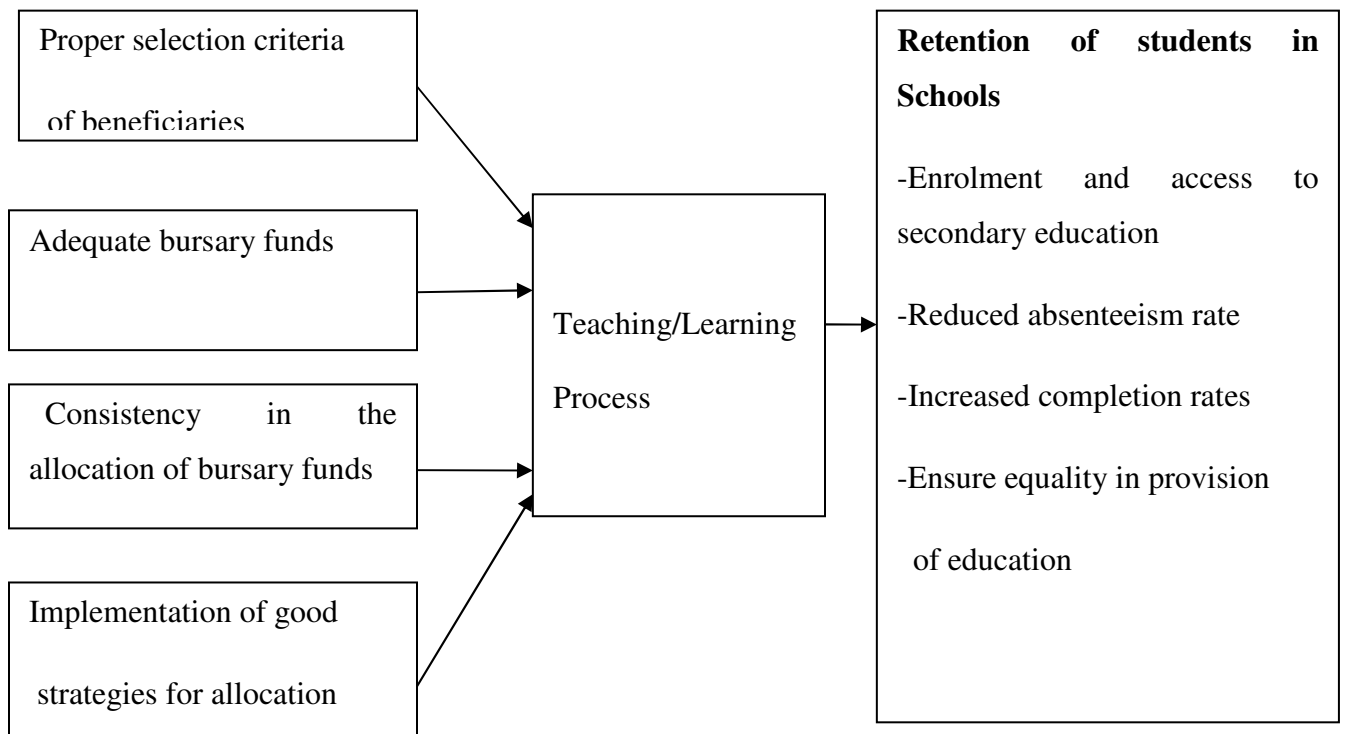 Proper selection criteria
of beneficiaries
Adequate bursary funds
Consistency in the
allocation of bursary funds
Implementation of good
strategies for allocation
Teaching/Learning
Process
Retention of students in
Schools
-Enrolment and access to
secondary education
-Reduced absenteeism rate
-Increased completion rates
-Ensure equality in provision
of education